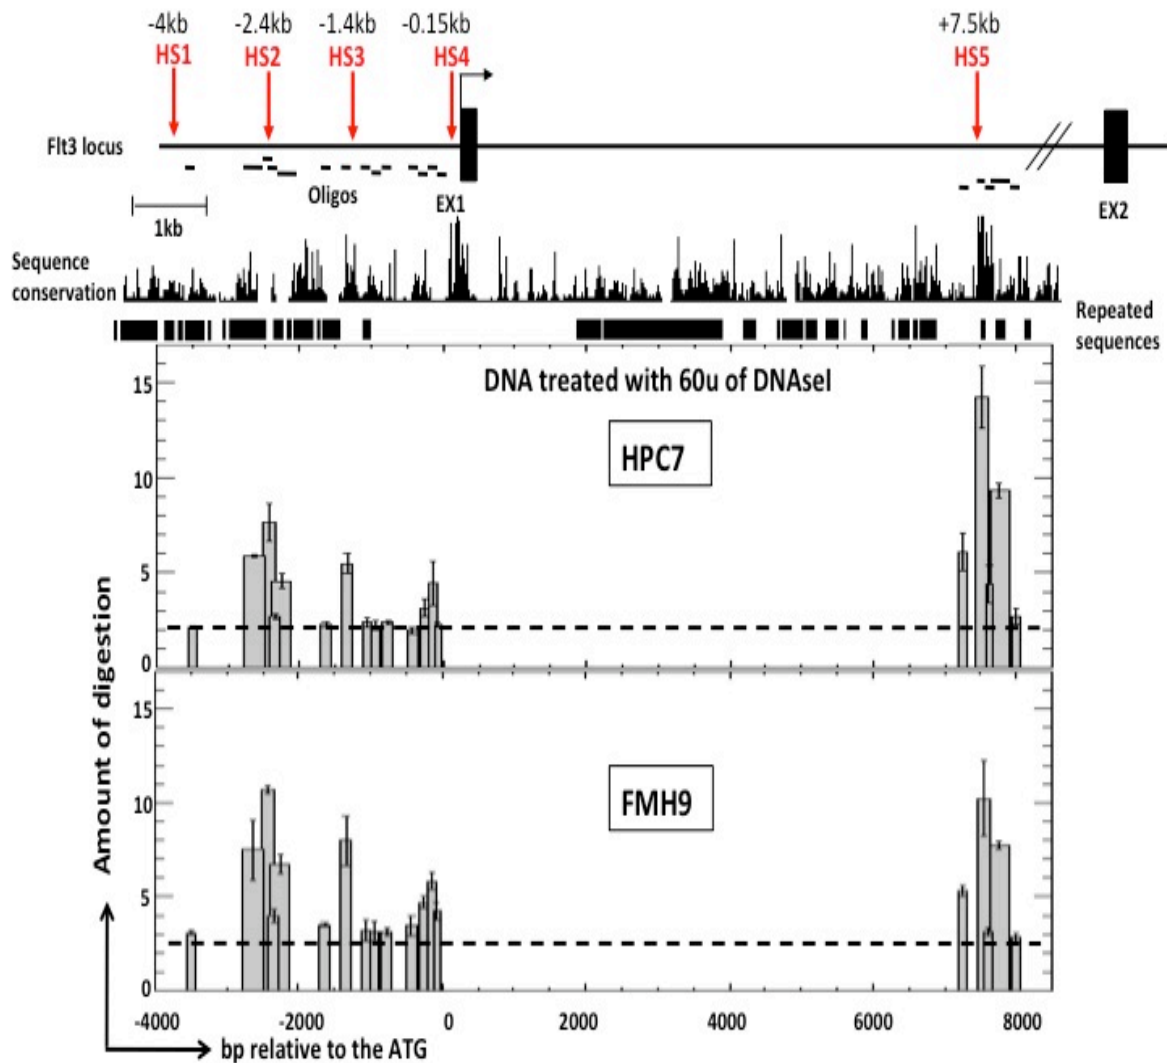 -4kb -2.4kb -1.4kb -0.15kb +7.5kb
HS1 HS2 HS3 HS4 HS5
Flt3 locus
Oligos
EX1
EX2
1kb
Sequence
conservation
Repeated
sequences
DNA treated with 60u of DNAseI
HPC7
15
10
5
0
FMH9
15
10
5
0
Amount of digestion
-4000 -2000 0 2000 4000 6000 8000
bp relative to the ATG